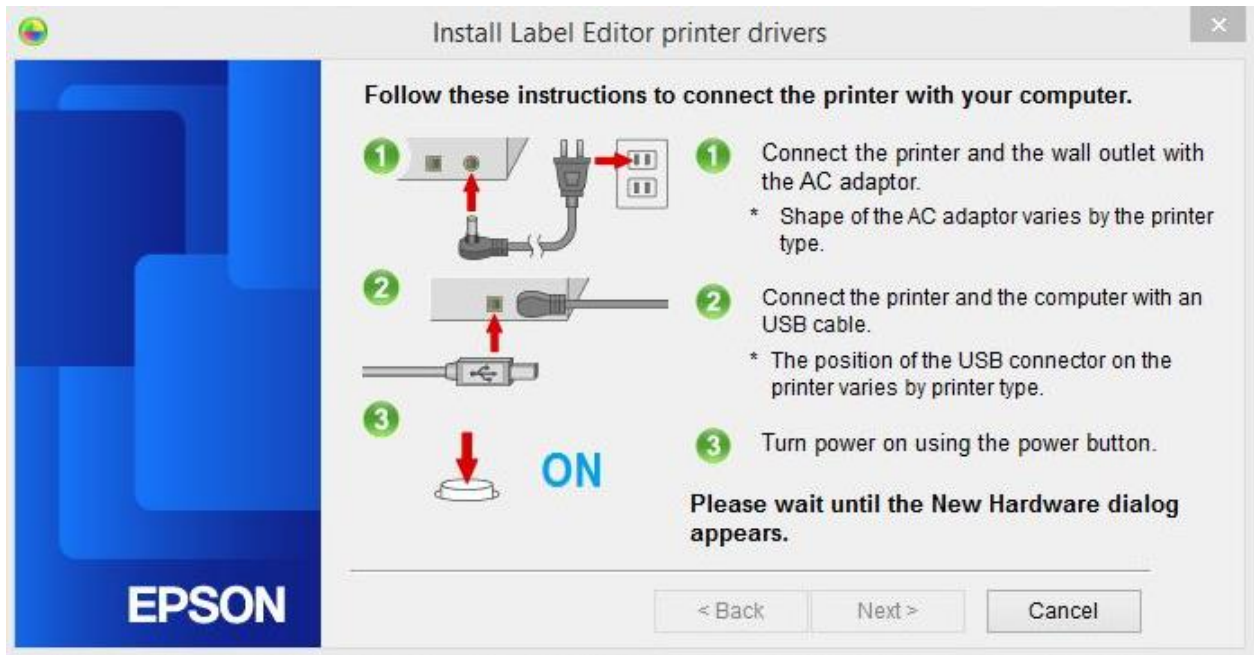 Install Label Editor printer drivers
Follow these instructions to connect the printer with your computer.
1
1
Connect the printer and the wall outlet with
the AC adaptor.
* Shape of the AC adaptor varies by the printer
type.
2
2
Connect the printer and the computer with an
USB cable.
* The position of the USB connector on the
printer varies by printer type.
3
ON
3
Turn power on using the power button.
Please wait until the New Hardware dialog
appears.
EPSON
< Back
Next >
Cancel